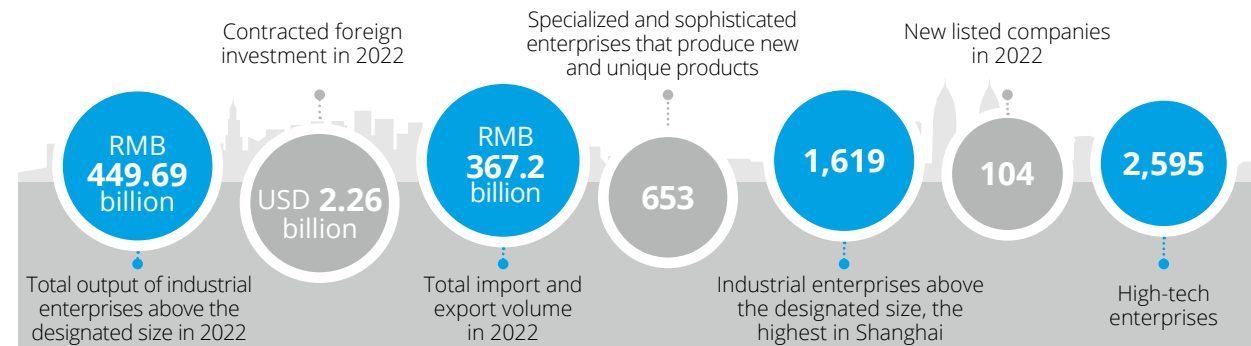 RMB
449.69
billion
Total output of industrial
enterprises above the
designated size in 2022
Contracted foreign
investment in 2022
USD 2.26
billion
RMB
367.2
billion
Total import and
export volume
in 2022
Specialized and sophisticated
enterprises that produce new
and unique products
653
1,619
Industrial enterprises above
the designated size, the
highest in Shanghai
New listed companies
in 2022
104
2,595
High-tech
enterprises